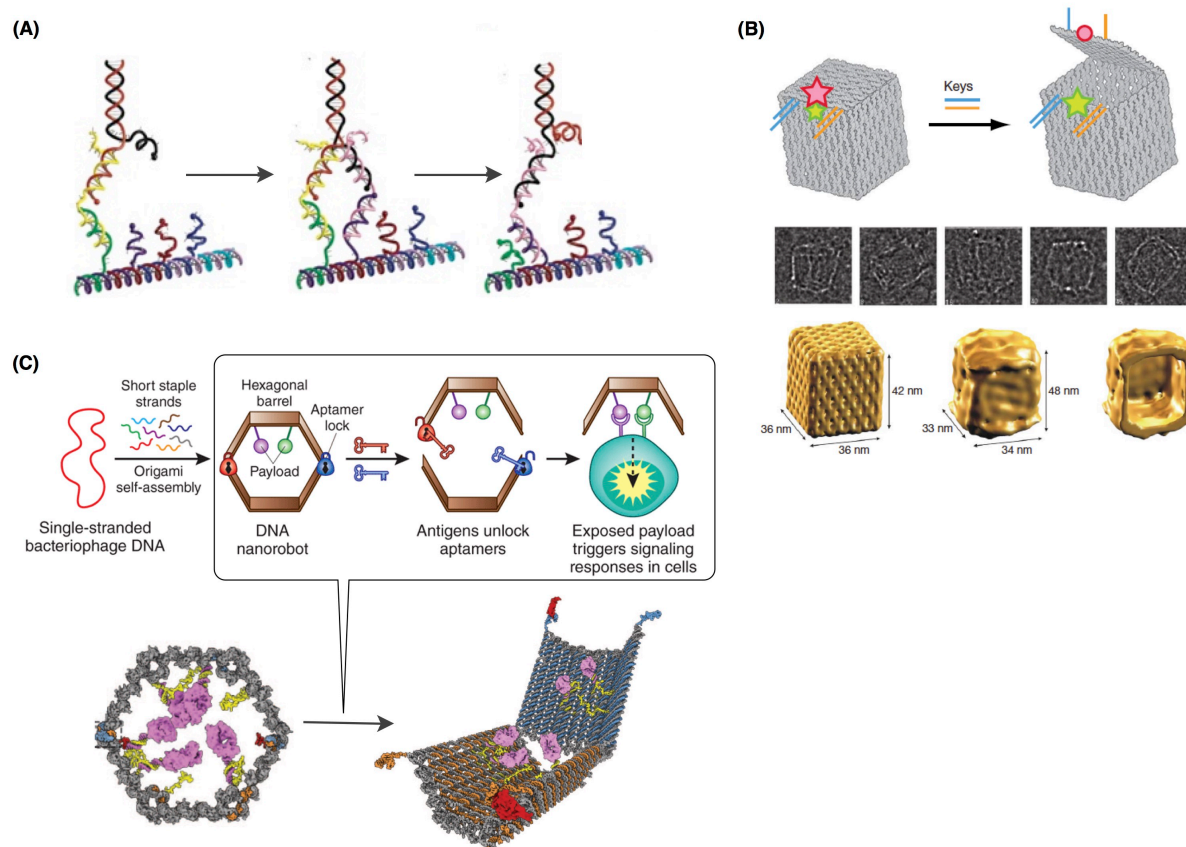 (A)
(B)
Keys
42 nm
48 nm
36 nm
36 nm
33 nm
34 nm
(C)
Short staple
strands
Origami
self-assembly
Single-stranded
bacteriophage DNA
Hexagonal
barrel
Aptamer
lock
Payload
DNA
nanorobot
Antigens unlock
aptamers
Exposed payload
triggers signaling
responses in cells